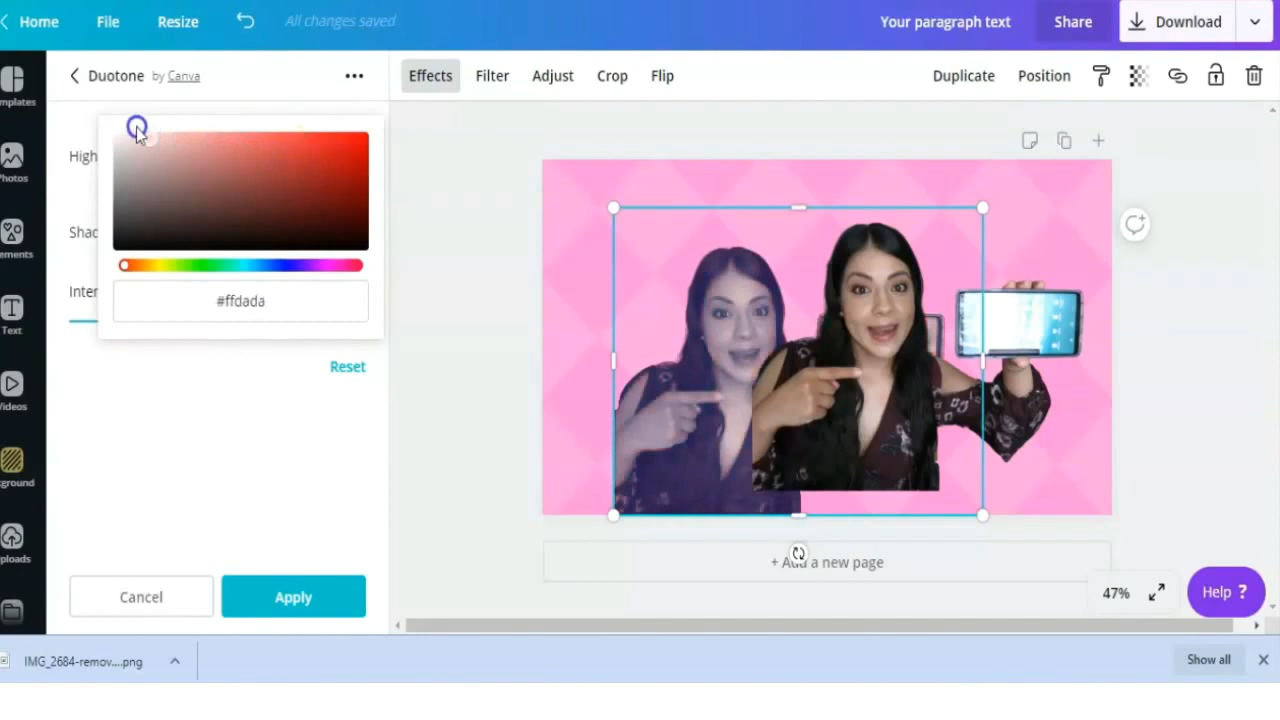 Home File Resize All changes saved Your paragraph text Share Download
Duotone by Canva Effects Filter Adjust Crop Flip Duplicate Position
mplates
High
Photos
Shad
ements
Inten
#ffdada
Text
Reset
Videos
ground
ploads
Cancel Apply
+ Add a new page
47% Help ?
IMG_2684-remov....png Show all